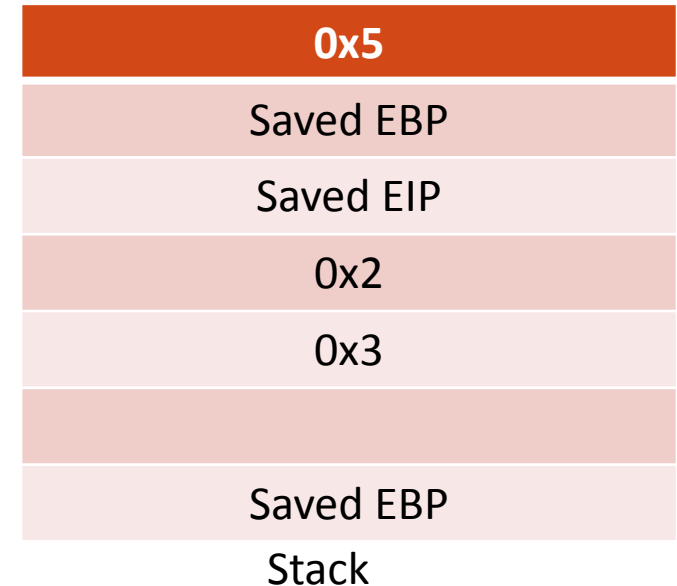 0x5
Saved EBP
Saved EIP
0x2
0x3
Saved EBP
Stack